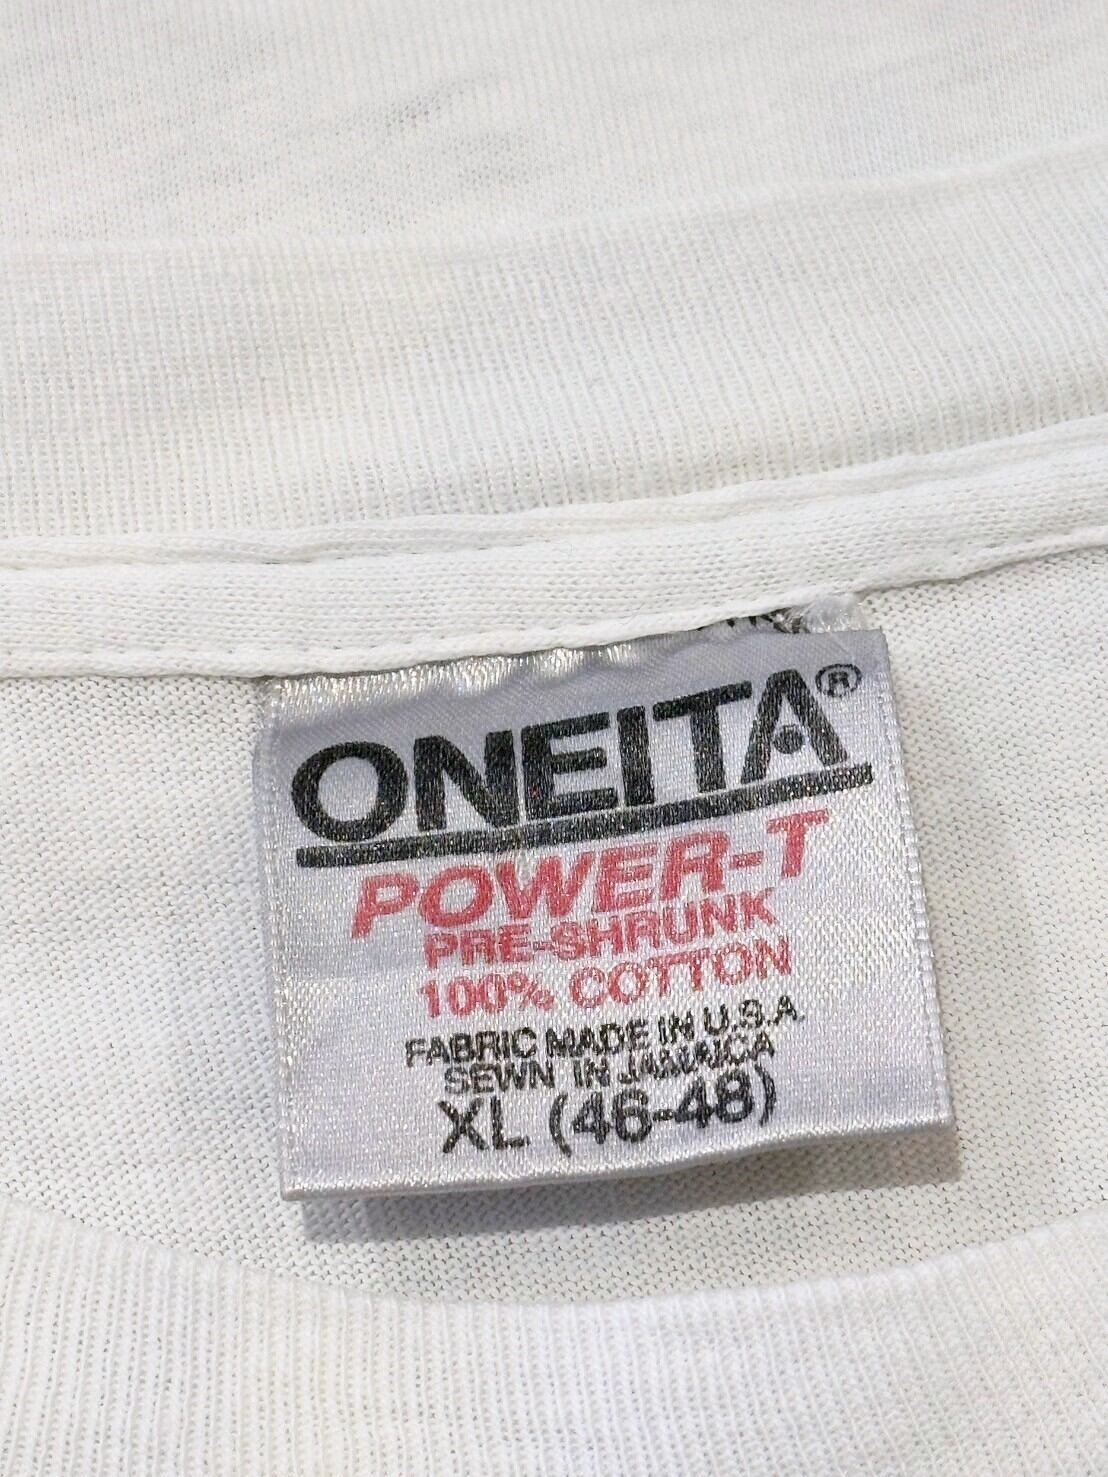 ONEITA®
POWER-T
PRE-SHRUNK
100% COTTON
FABRIC MADE IN U.S.A.
SEWN IN JAMAICA
XL (46-48)